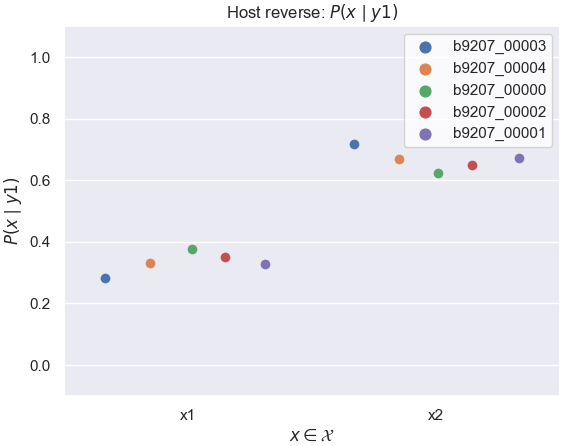 Host reverse: P(x | y1)
1.0
0.8
0.6
0.4
0.2
0.0
P(x | y1)
b9207_00003
b9207_00004
b9207_00000
b9207_00002
b9207_00001
x1 x2
x ∈ 𝒳